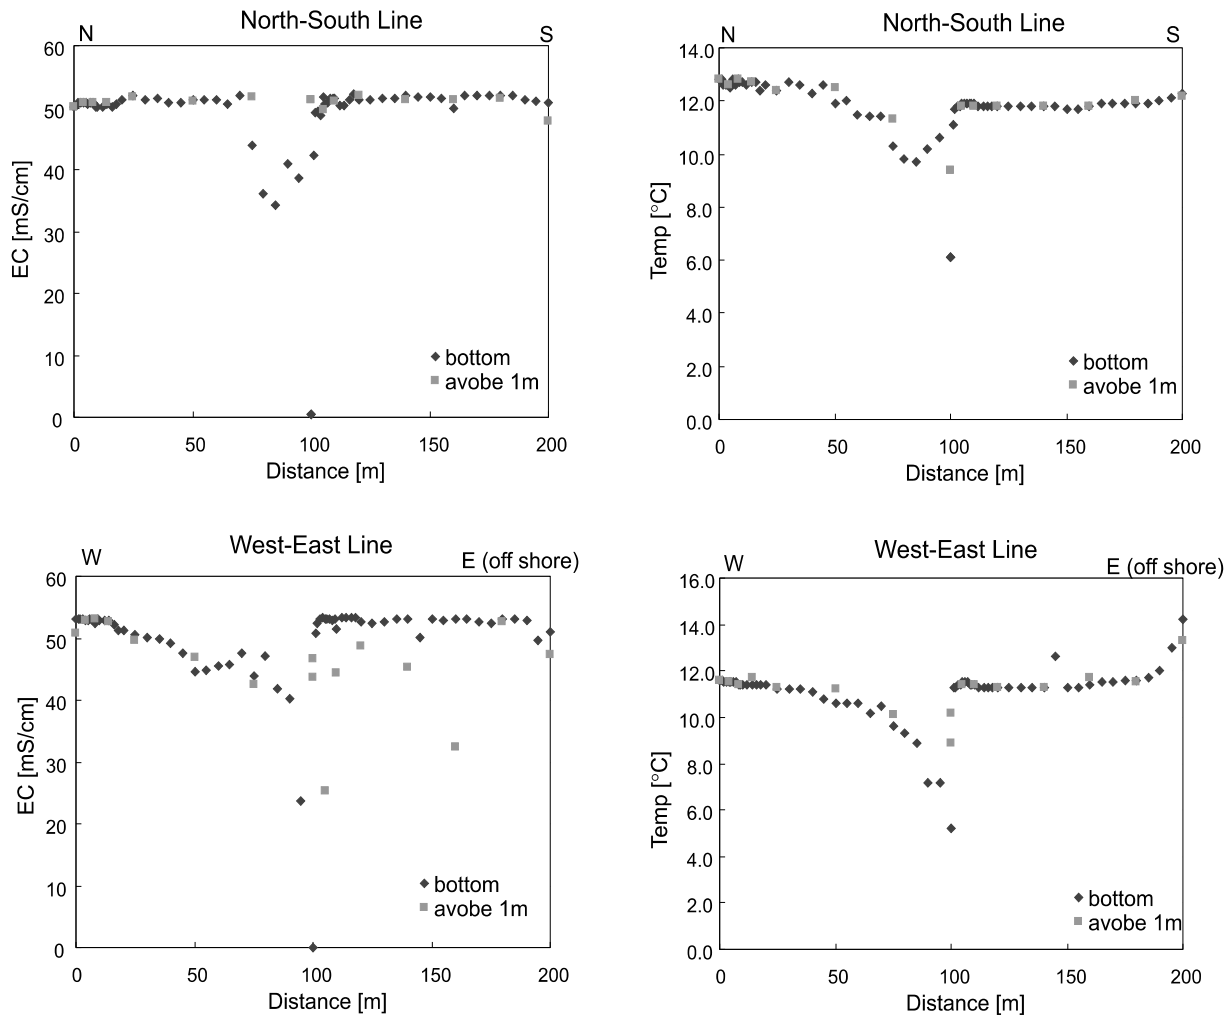 North-South Line
N
S
60
50
40
30
20
10
0
EC [mS/cm]
bottom
avobe 1m
0 50 100 150 200
Distance [m]
North-South Line
N
S
14.0
12.0
10.0
8.0
6.0
4.0
2.0
0.0
Temp [°C]
bottom
avobe 1m
0 50 100 150 200
Distance [m]
West-East Line
W
E (off shore)
60
50
40
30
20
10
0
EC [mS/cm]
bottom
avobe 1m
0 50 100 150 200
Distance [m]
West-East Line
W
E (off shore)
16.0
14.0
12.0
10.0
8.0
6.0
4.0
2.0
0.0
Temp [°C]
bottom
avobe 1m
0 50 100 150 200
Distance [m]